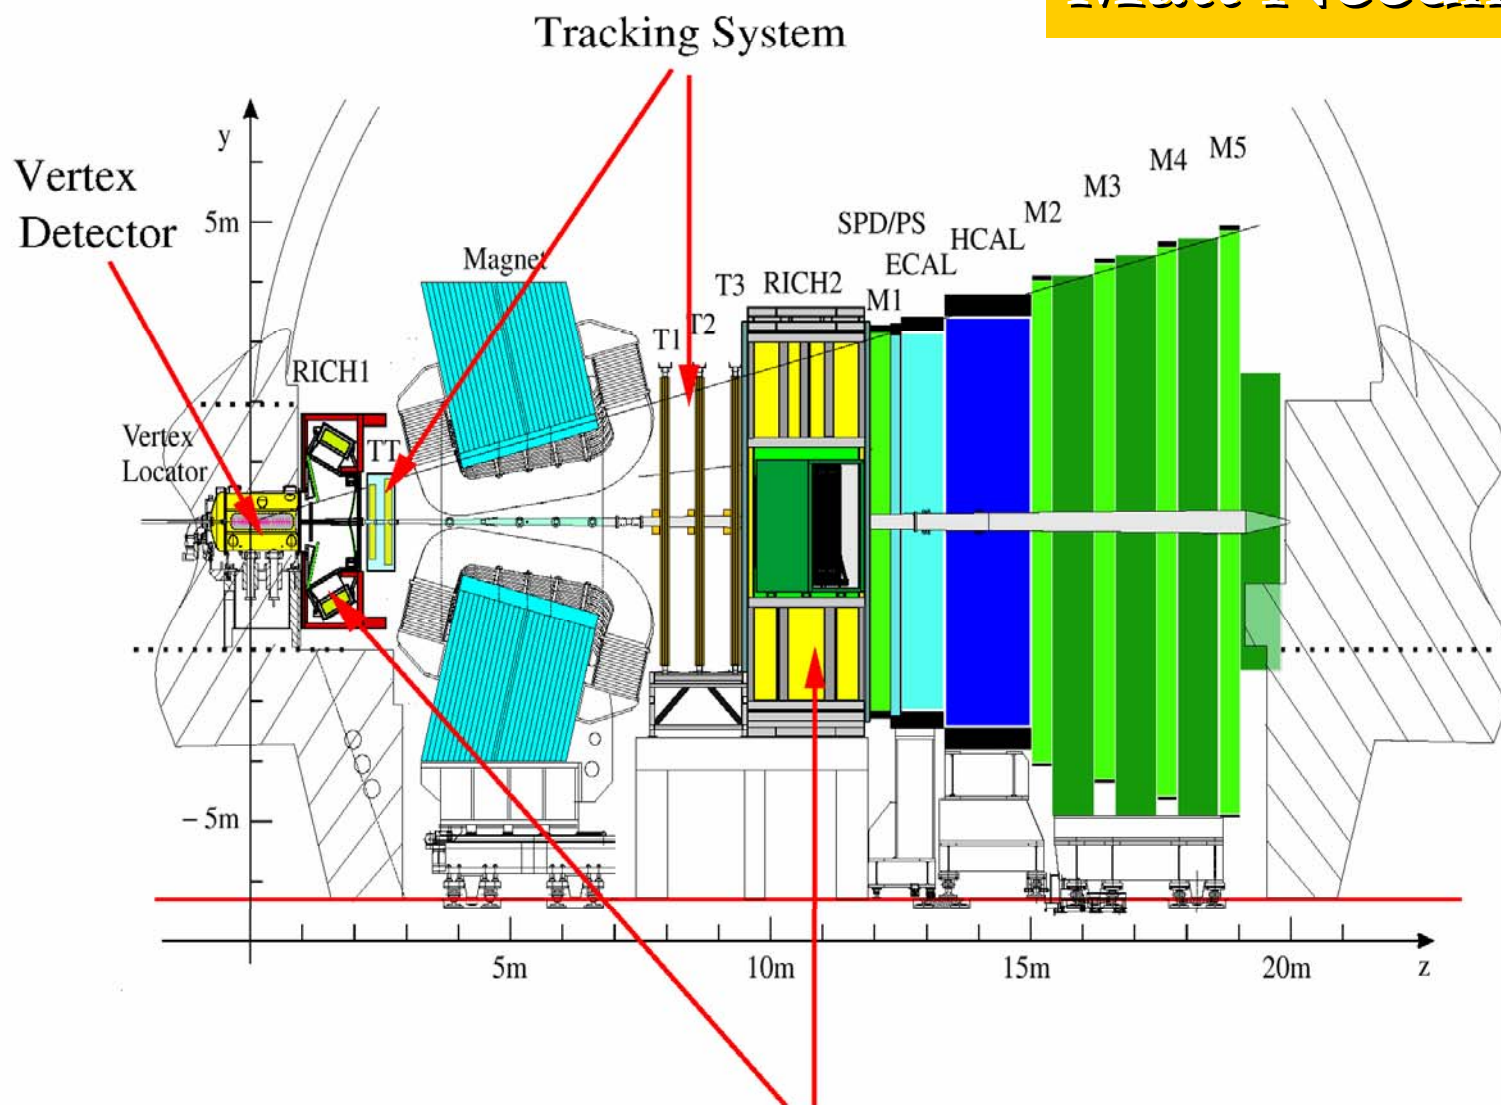 Tracking System
y
Vertex
Detector
5m
M5
M4
M3
M2
SPD/PS
HCAL
ECAL
Magnet
T3
RICH2
M1
T2
T1
RICH1
TT
Vertex
Locator
− 5m
5m
10m
15m
20m
z